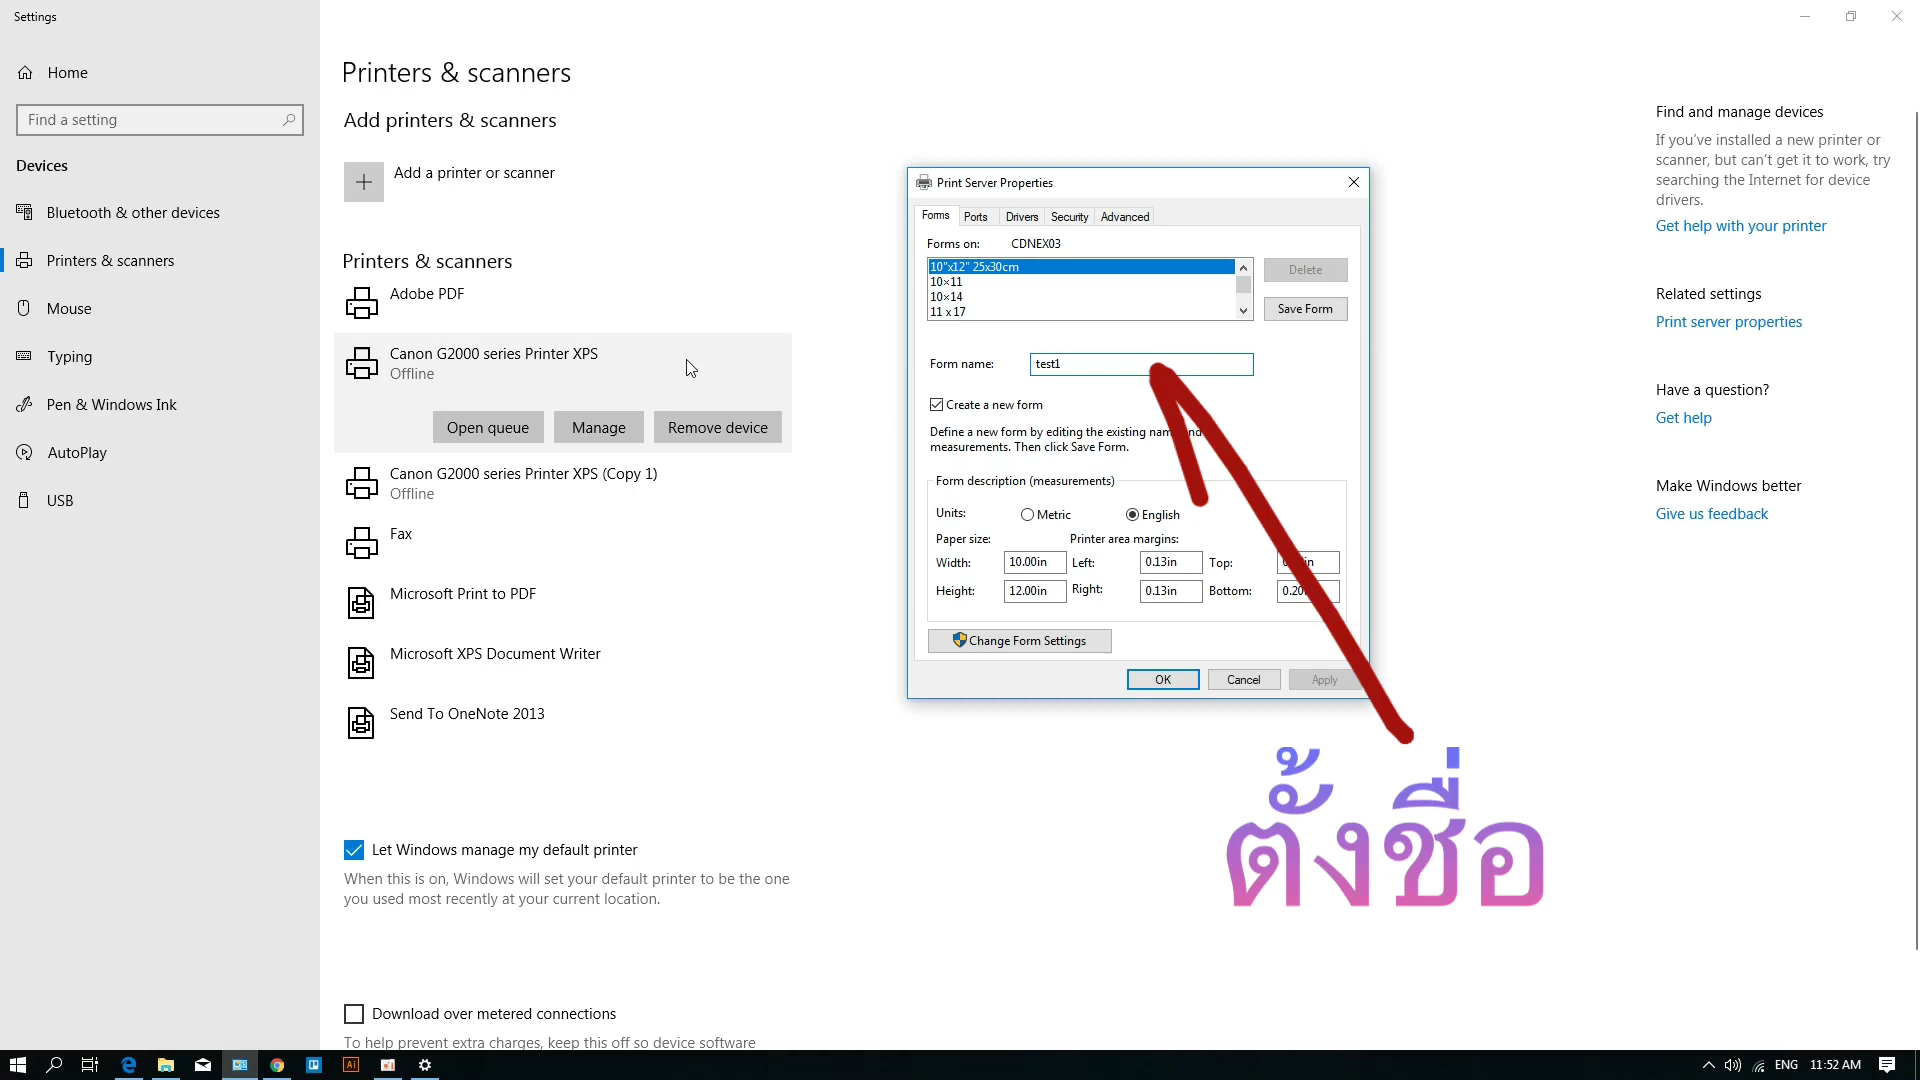 Settings
Home
Find a setting
Devices
Bluetooth & other devices
Printers & scanners
Mouse
Typing
Pen & Windows Ink
AutoPlay
USB
Printers & scanners
Add printers & scanners
Add a printer or scanner
Printers & scanners
Adobe PDF
Canon G2000 series Printer XPS
Offline
Open queue
Manage
Remove device
Canon G2000 series Printer XPS (Copy 1)
Offline
Fax
Microsoft Print to PDF
Microsoft XPS Document Writer
Send To OneNote 2013
Let Windows manage my default printer
When this is on, Windows will set your default printer to be the one
you used most recently at your current location.
Download over metered connections
To help prevent extra charges, keep this off so device software
Print Server Properties
Forms
Ports
Drivers
Security
Advanced
Forms on: CDNEX03
10"x12" 25x30cm
10×11
10×14
11 x 17
Delete
Save Form
Form name: test1
Create a new form
Define a new form by editing the existing name and
measurements. Then click Save Form.
Form description (measurements)
Units: Metric English
Paper size: Printer area margins:
Width: 10.00in Left: 0.13in Top:
Height: 12.00in Right: 0.13in Bottom:
Change Form Settings
OK
Cancel
Apply
ตั้งชื่อ
Find and manage devices
If you've installed a new printer or
scanner, but can't get it to work, try
searching the Internet for device
drivers.
Get help with your printer
Related settings
Print server properties
Have a question?
Get help
Make Windows better
Give us feedback
Ai
ENG
11:52 AM